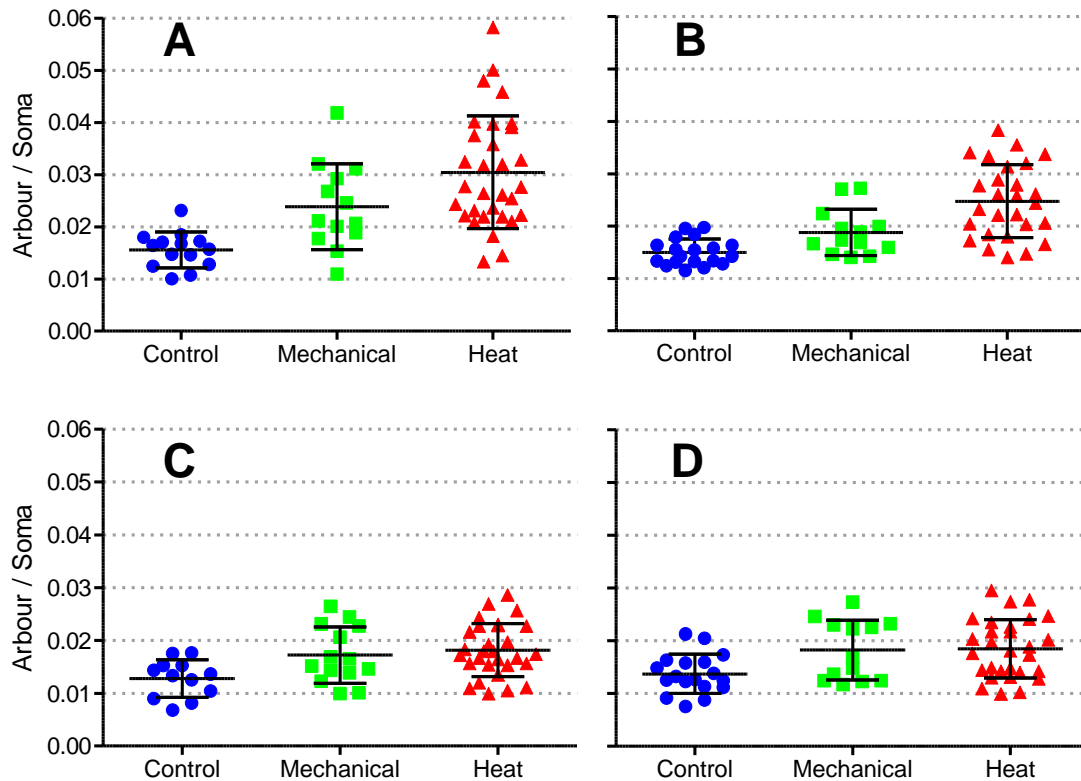 A
B
Arbour / Soma
0.06
0.05
0.04
0.03
0.02
0.01
0.00
Control Mechanical Heat
Control Mechanical Heat
C
D
Arbour / Soma
0.06
0.05
0.04
0.03
0.02
0.01
0.00
Control Mechanical Heat
Control Mechanical Heat